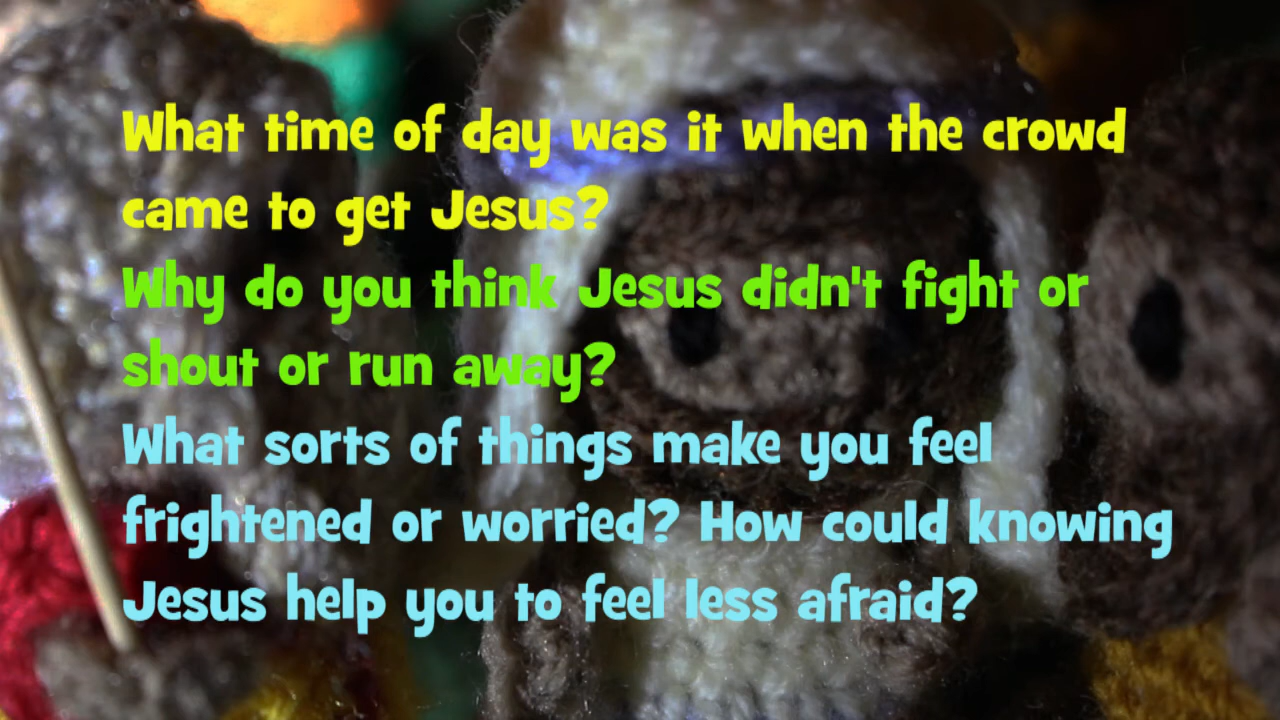 What time of day was it when the crowd
came to get Jesus?
Why do you think Jesus didn't fight or
shout or run away?
What sorts of things make you feel
frightened or worried? How could knowing
Jesus help you to feel less afraid?